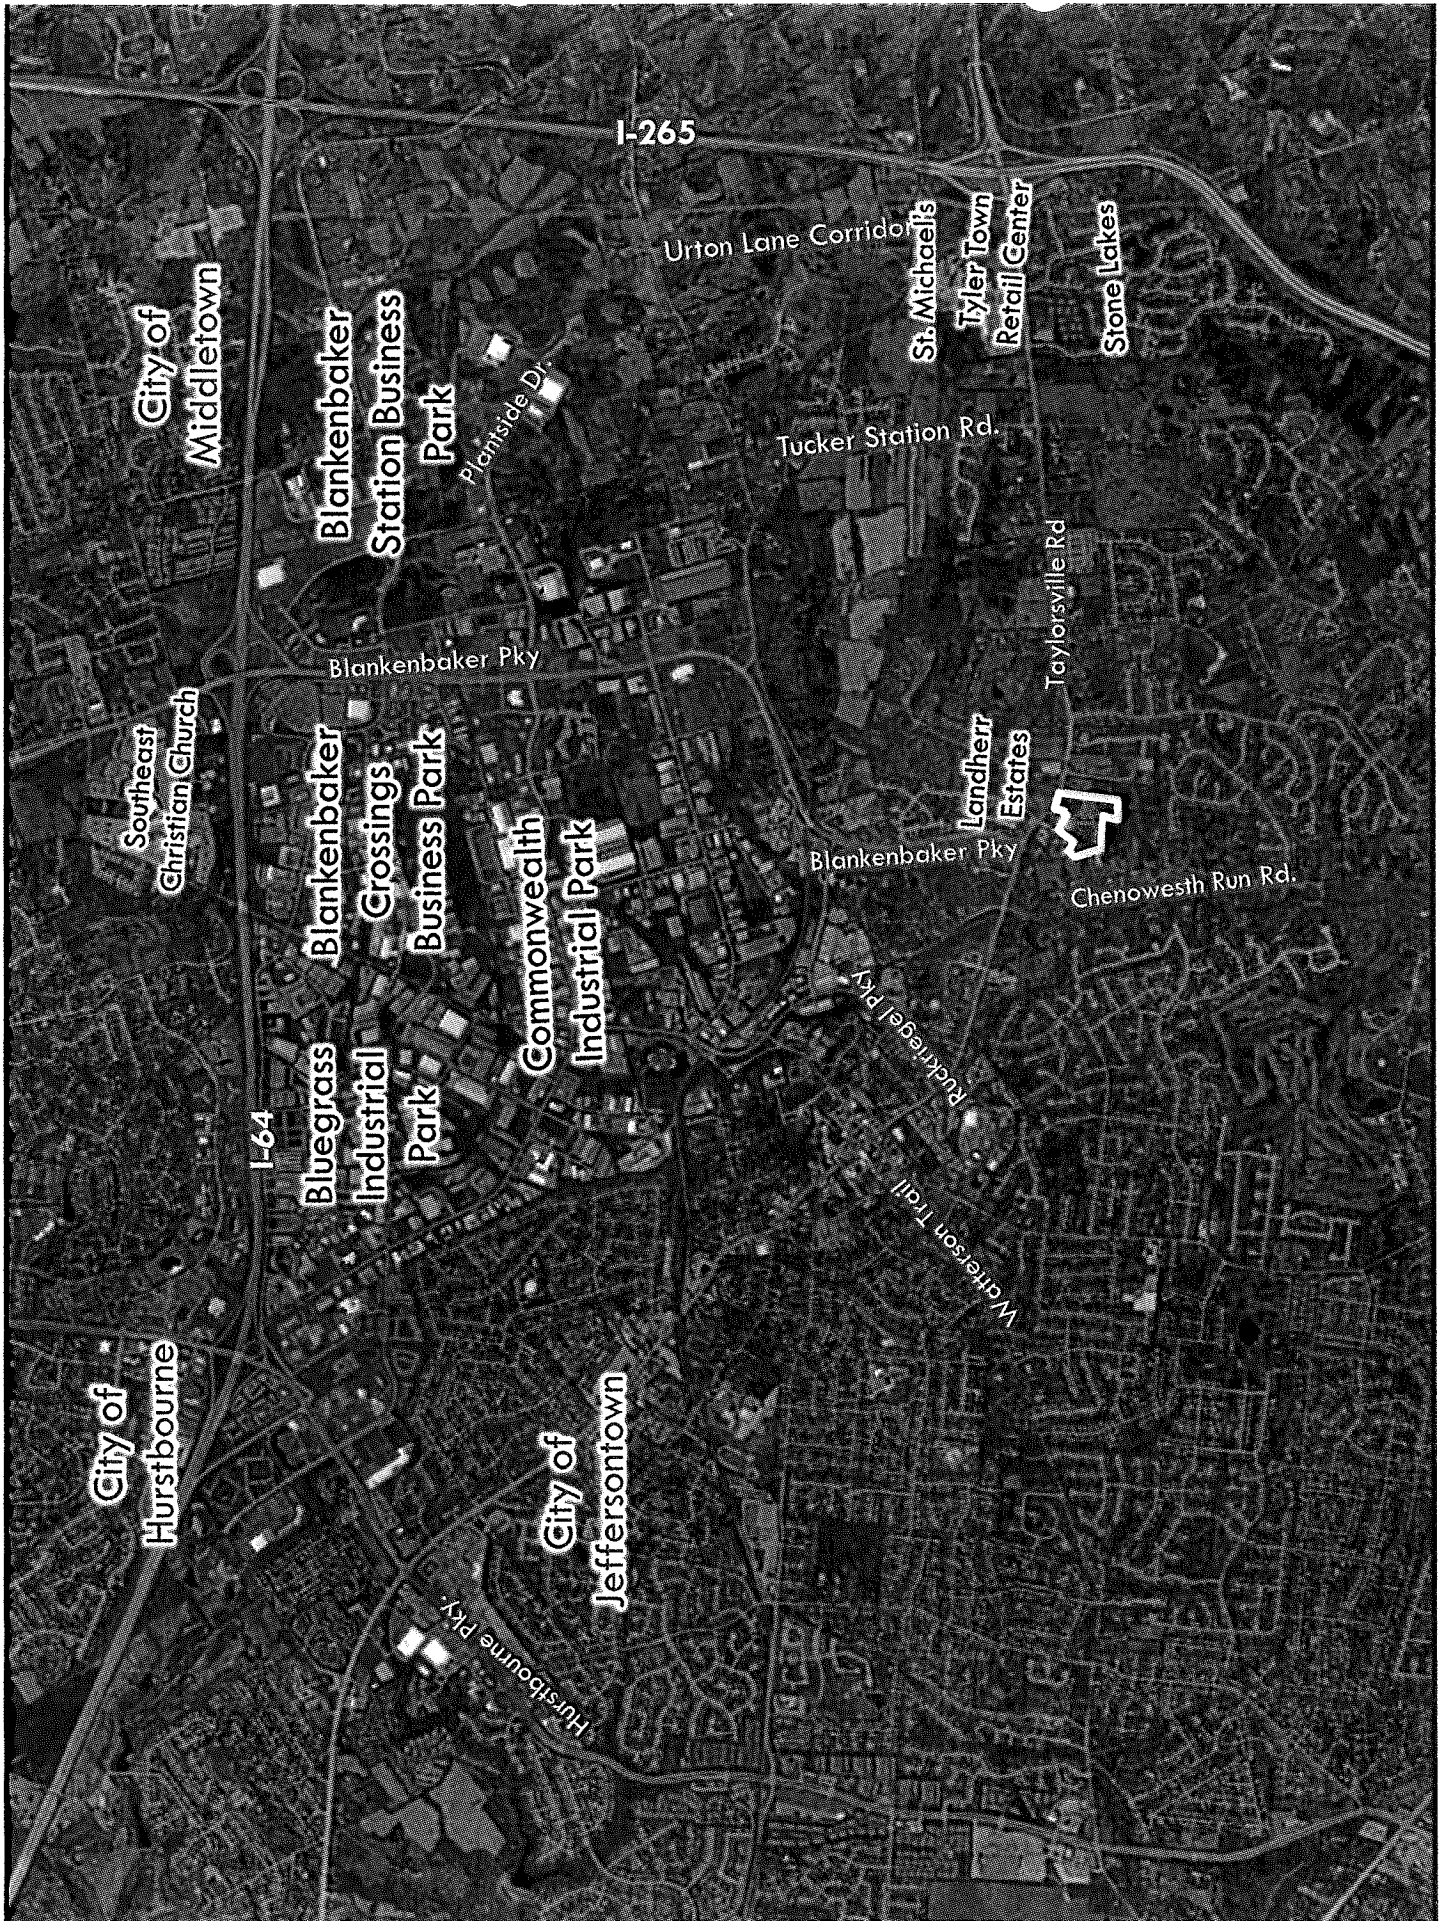 City of
Hurstbourne
I-64
Southeast
Christian Church
City of
Middletown
Bluegrass
Industrial
Park
Blankenbaker
Crossings
Business Park
Blankenbaker Pky
Blankenbaker
Station Business
Park
Plantside Dr.
I-265
Hurstbourne Pky.
City of
Jeffersontown
Commonwealth
Industrial Park
Urton Lane Corridor
Tucker Station Rd.
St. Michael's
Tyler Town
Retail Center
Stone Lakes
Watterson Trail
Ruckriegel Pky
Blankenbaker Pky
Landherr
Estates
Taylorsville Rd
Chenowesth Run Rd.